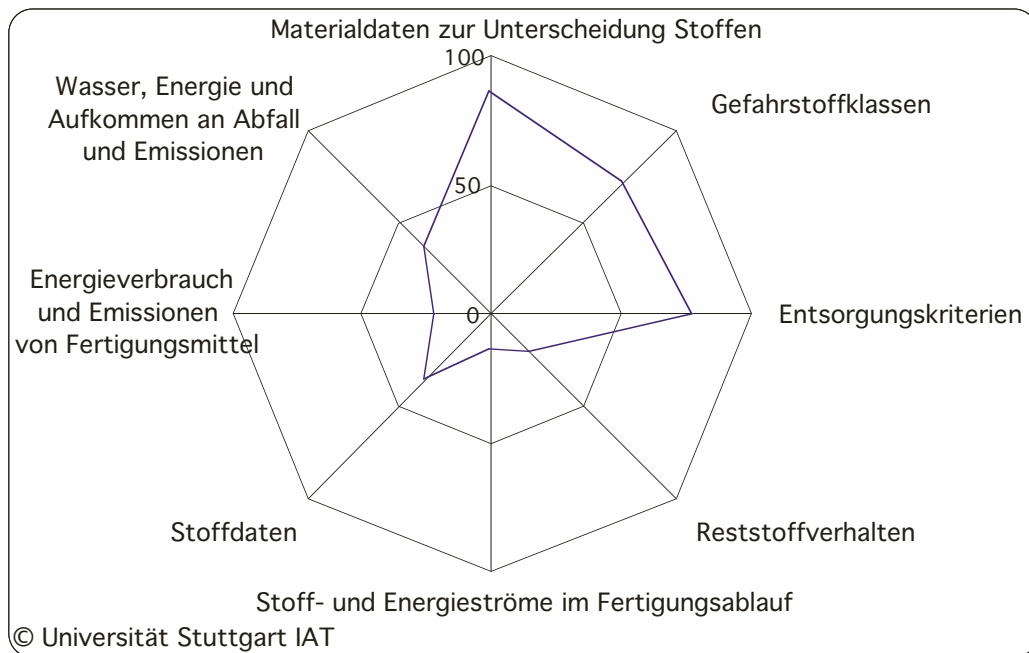 Materialdaten zur Unterscheidung Stoffen
100
Wasser, Energie und
Aufkommen an Abfall
und Emissionen
Gefahrstoffklassen
50
Energieverbrauch
und Emissionen
von Fertigungsmittel
0
Entsorgungskriterien
Stoffdaten
Reststoffverhalten
Stoff- und Energieströme im Fertigungsablauf
© Universität Stuttgart IAT